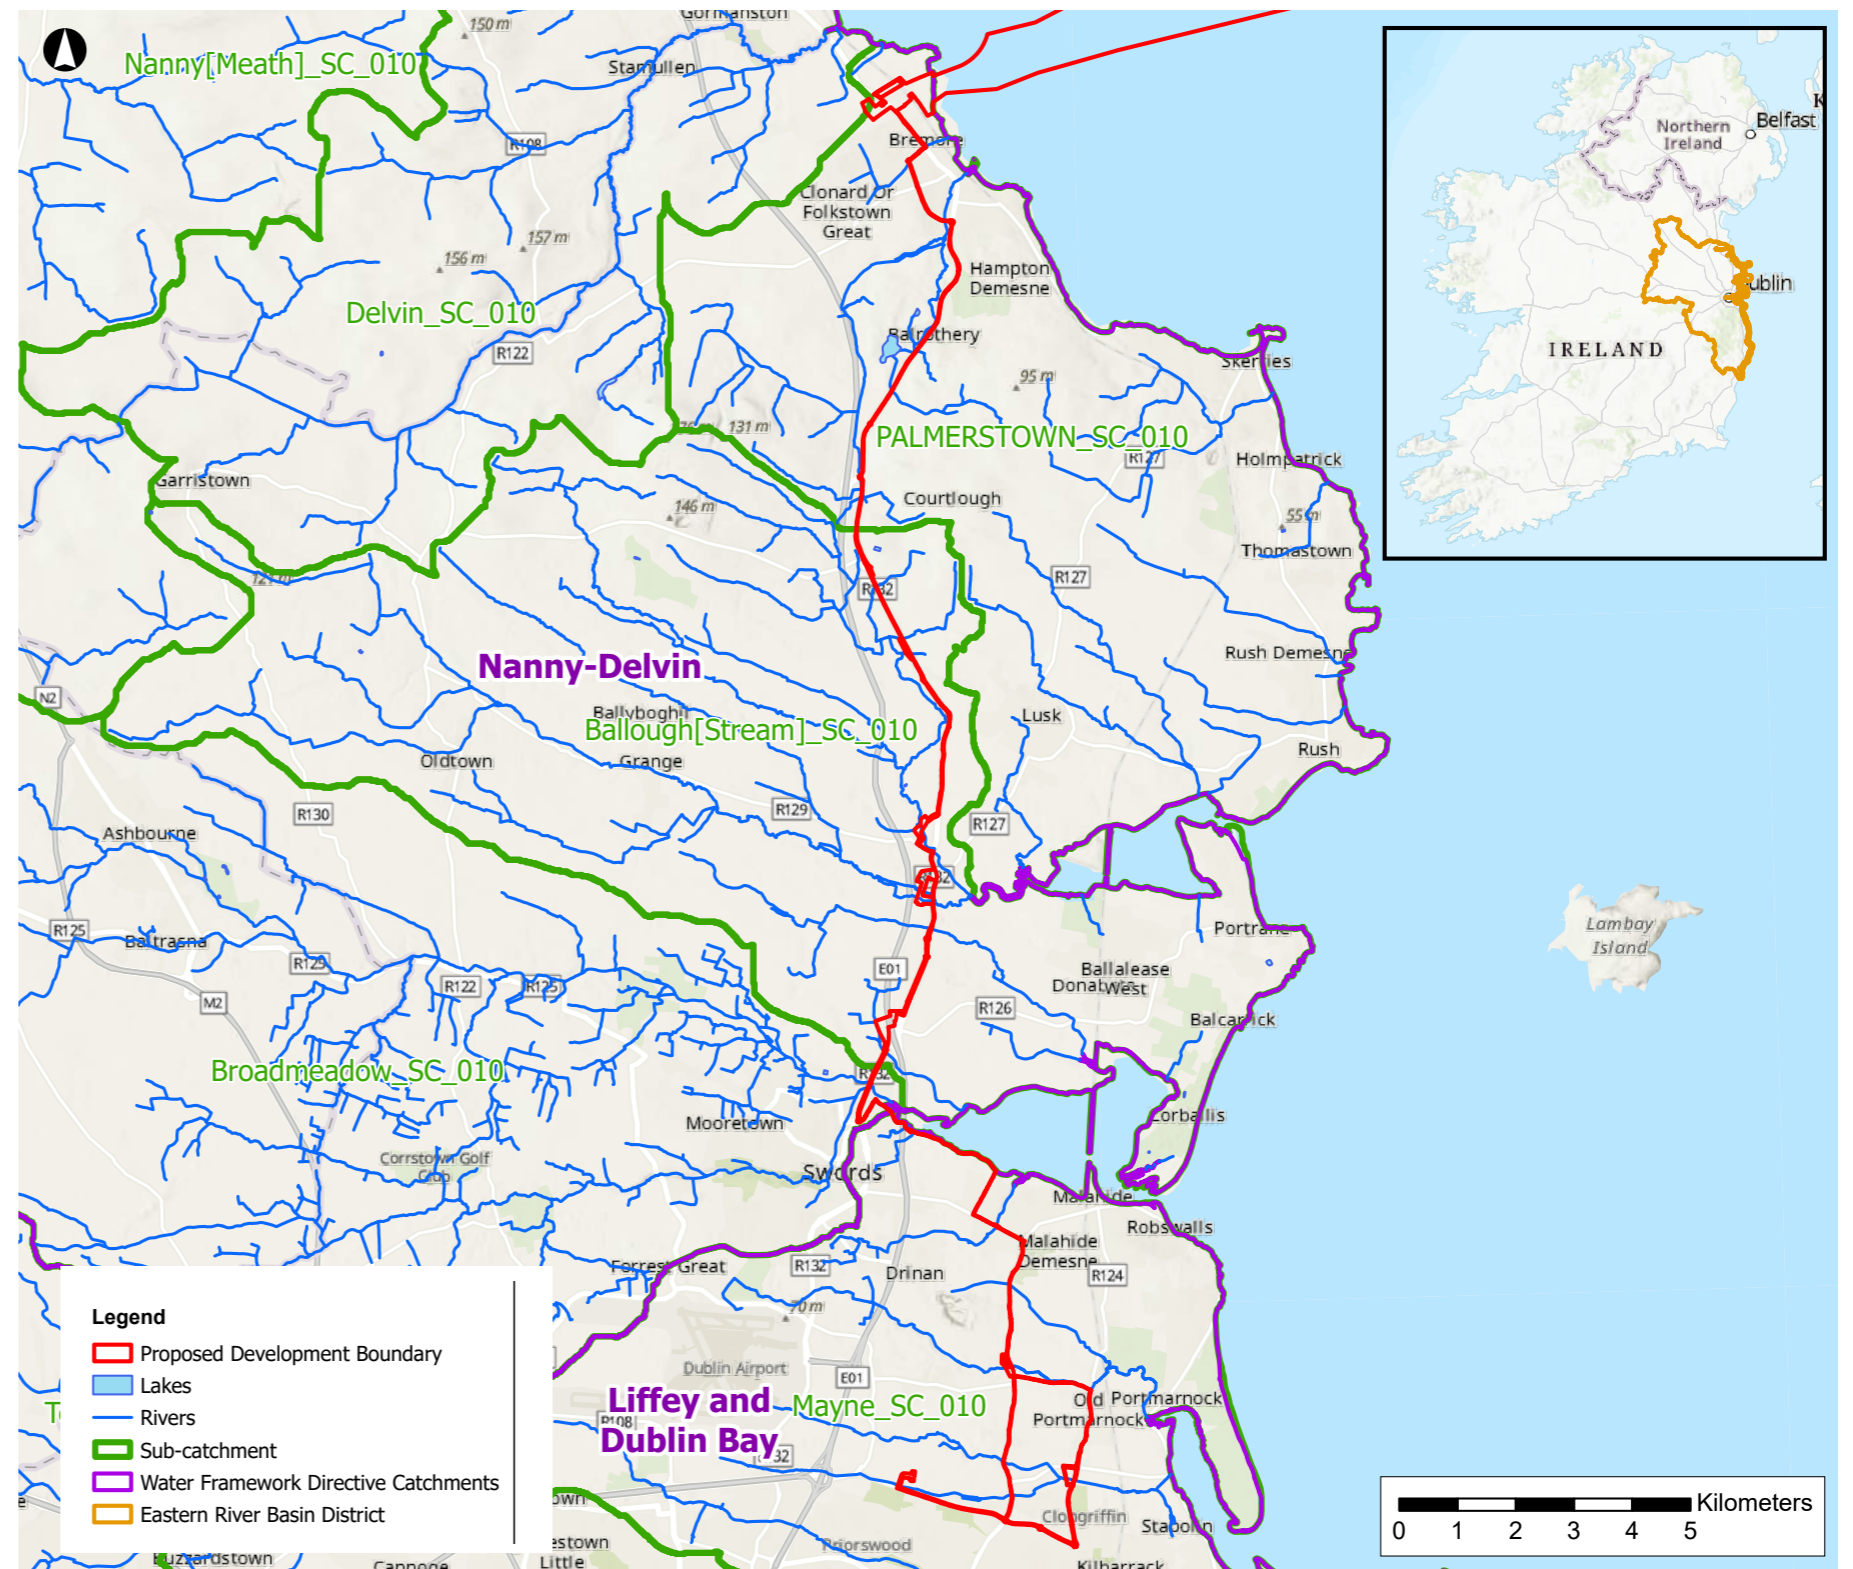 Gormanston
150 m
Nanny[Meath]_SC_010
Stamullen
R108
Bremore
Clonard Or
Folkstown
Great
157 m
156 m
Hampton
Demesne
Delvin_SC_010
R122
Balrothery
Skerries
95 m
131 m
PALMERSTOWN_SC_010
R127
Holmpatrick
Garristown
Courtlough
146 m
55 m
Thomastown
R127
R132
Rush Demesne
Nanny-Delvin
N2
Ballyboghil
Ballough[Stream]_SC_010
Lusk
Rush
Oldtown
Grange
R129
R130
R127
Ashbourne
R132
Lambay
Island
R125
Baltrasna
Portrane
R125
E01
Ballalease
West
Donabate
R122
R125
M2
R126
Balcarrick
Broadmeadow_SC_010
R132
Corballis
Mooretown
Corrstown Golf
Club
Swords
Malahide
Robswalls
Malahide
Demesne
Forrest Great
R132
Drinan
R124
70 m
Dublin Airport
E01
Liffey and
Dublin Bay
Mayne_SC_010
Old Portmarnock
Portmarnock
R108
Clongriffin
Stapolin
Priorswood
Kilbarrack
Little
Northern
Ireland
Belfast
IRELAND
Legend
Proposed Development Boundary
Lakes
Rivers
Sub-catchment
Water Framework Directive Catchments
Eastern River Basin District
Kilometers
0 1 2 3 4 5